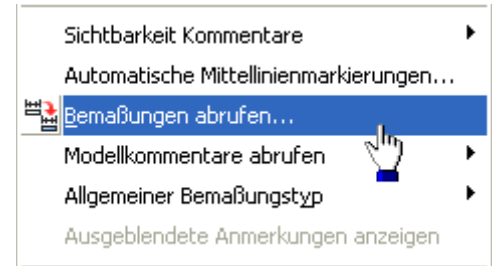 Sichtbarkeit Kommentare
Automatische Mittellinienmarkierungen...
Bemaßungen abrufen...
Modellkommentare abrufen
Allgemeiner Bemaßungstyp
Ausgeblendete Anmerkungen anzeigen